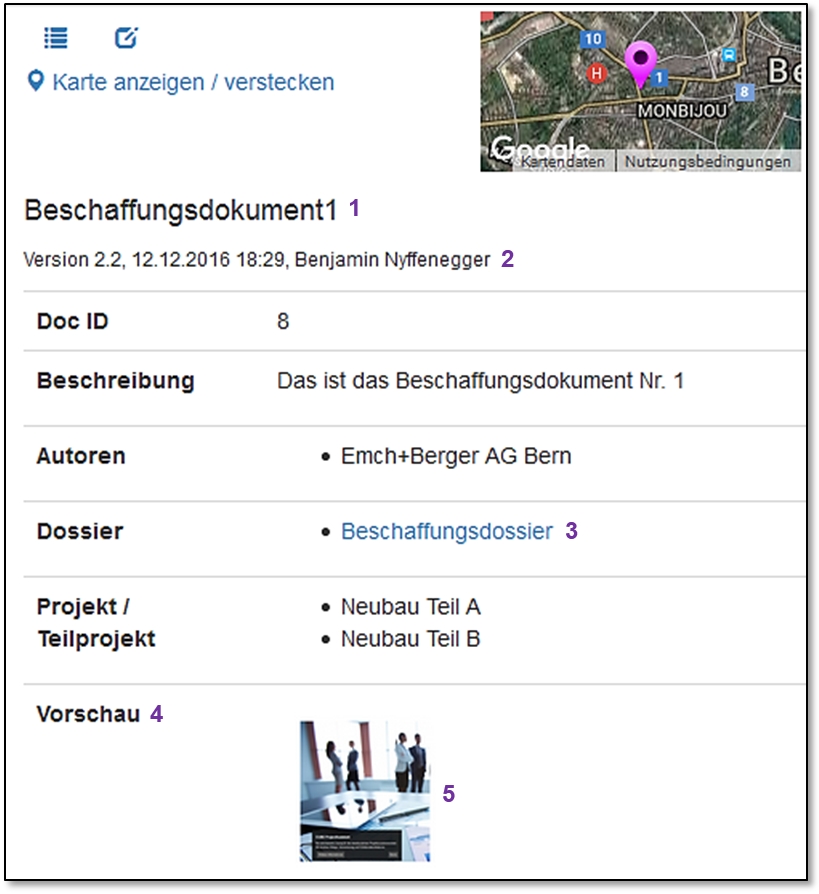 Karte anzeigen / verstecken
10
H
1
8
Be
MONBIJOU
Google
Kartendaten
Nutzungsbedingungen
Beschaffungsdokument1 1
Version 2.2, 12.12.2016 18:29, Benjamin Nyffenegger 2
Doc ID 8
Beschreibung Das ist das Beschaffungsdokument Nr. 1
Autoren • Emch+Berger AG Bern
Dossier • Beschaffungsdossier 3
Projekt / • Neubau Teil A
Teilprojekt • Neubau Teil B
Vorschau 4
5